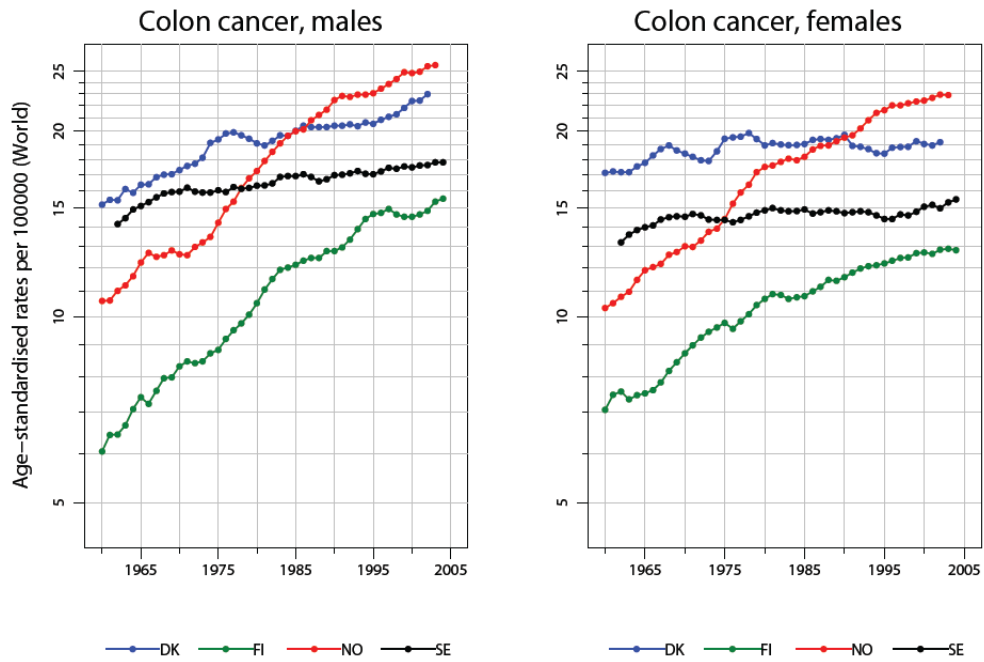 Colon cancer, males
Age−standardised rates per 100000 (World)
25
20
15
10
5
1965 1975 1985 1995 2005
DK FI NO SE
Colon cancer, females
25
20
15
10
5
1965 1975 1985 1995 2005
DK FI NO SE